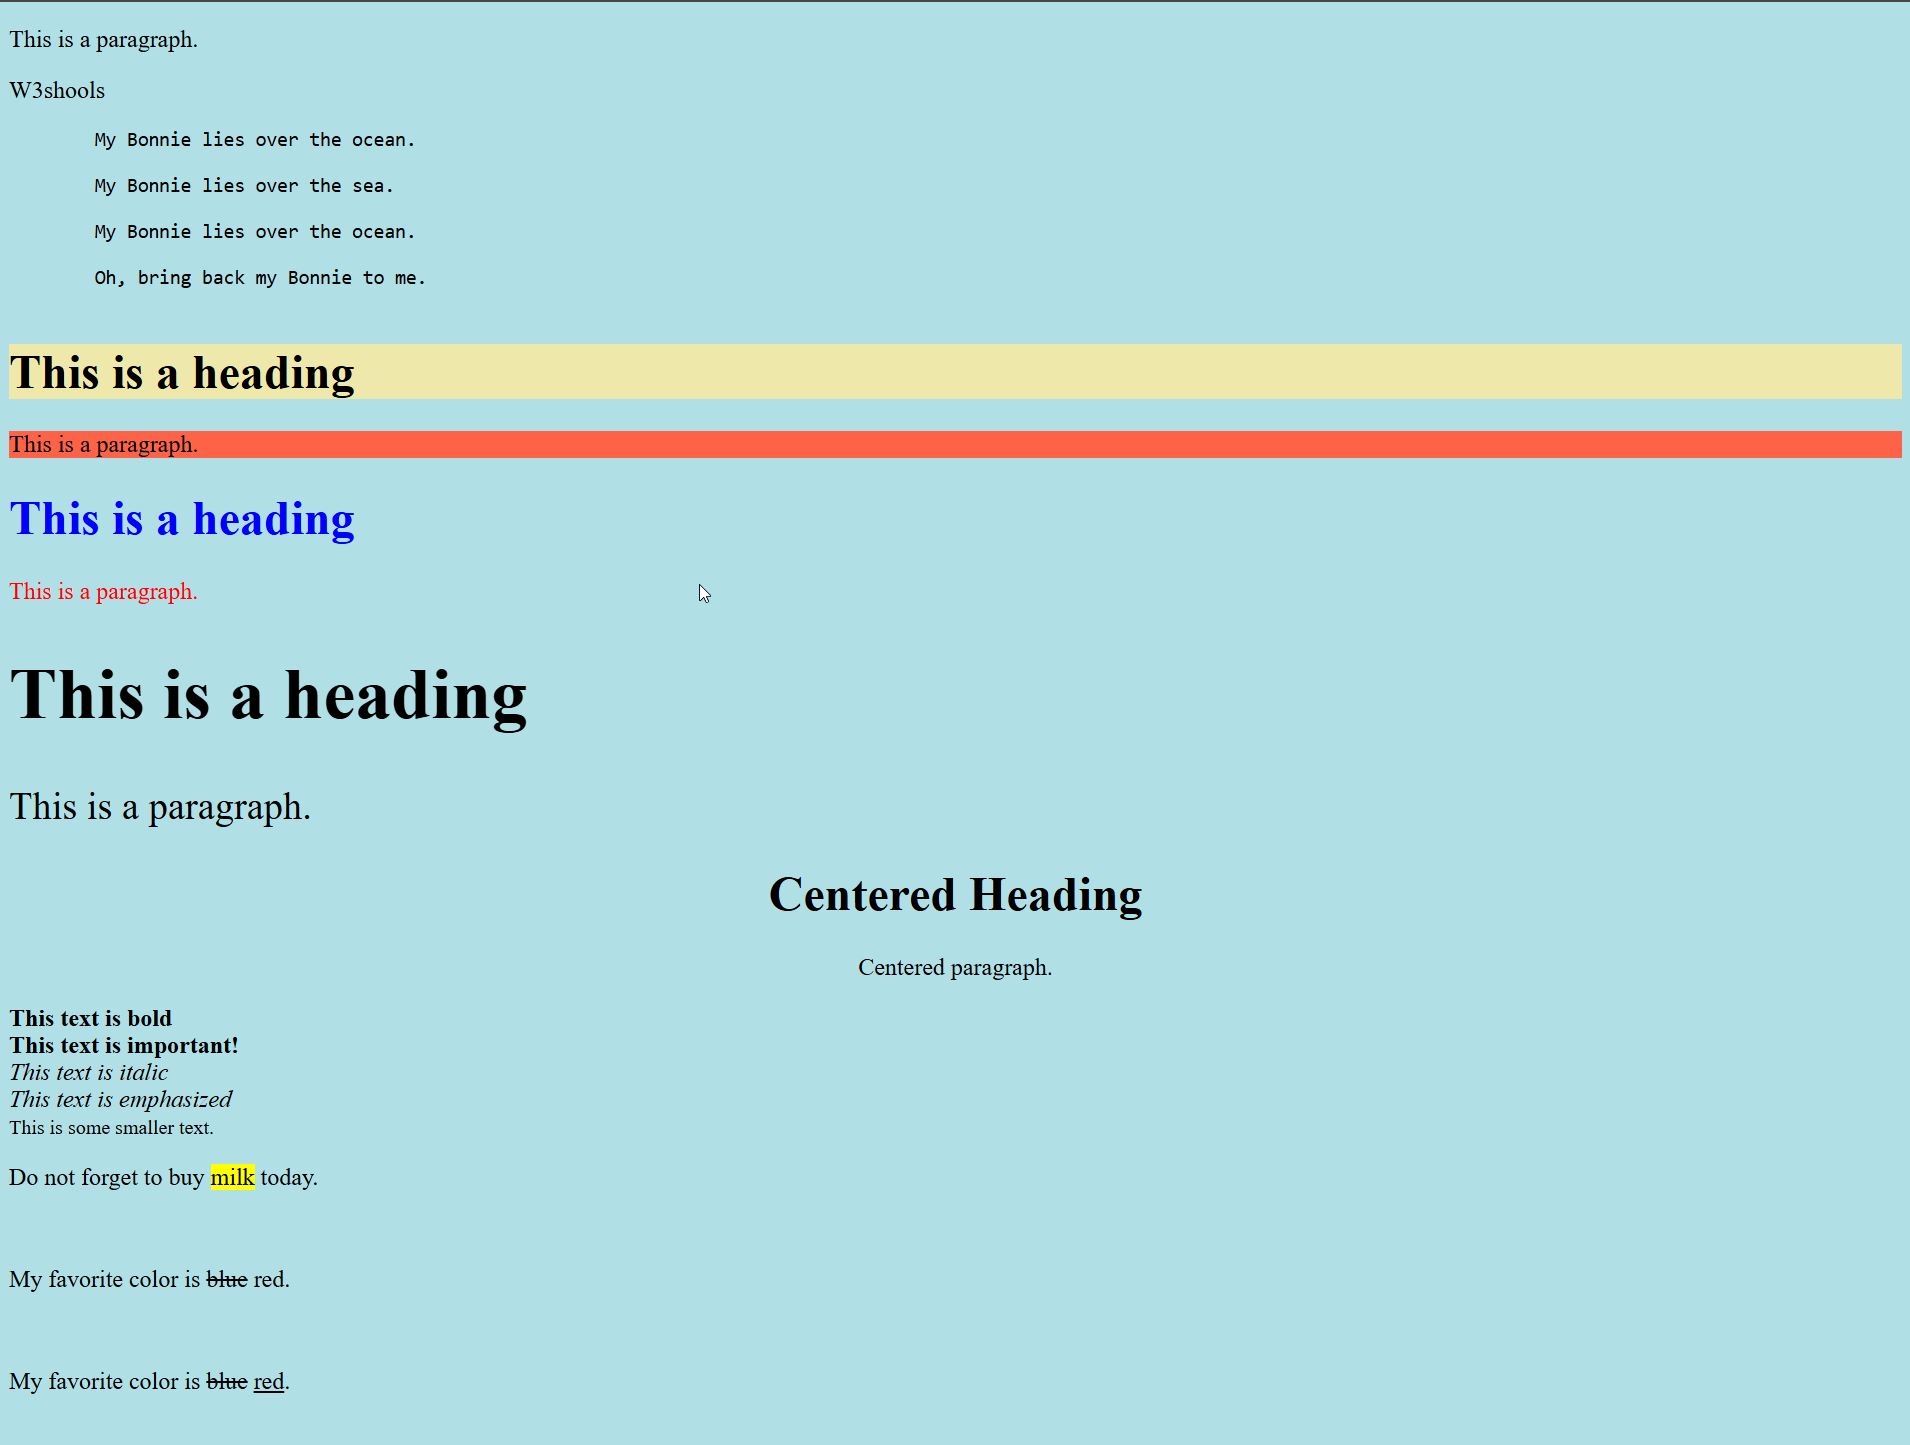 This is a paragraph.
W3shools
My Bonnie lies over the ocean.
My Bonnie lies over the sea.
My Bonnie lies over the ocean.
Oh, bring back my Bonnie to me.
This is a heading
This is a paragraph.
This is a heading
This is a paragraph.
This is a heading
This is a paragraph.
Centered Heading
Centered paragraph.
This text is bold
This text is important!
This text is italic
This text is emphasized
This is some smaller text.
Do not forget to buy milk today.
My favorite color is blue red.
My favorite color is blue red.